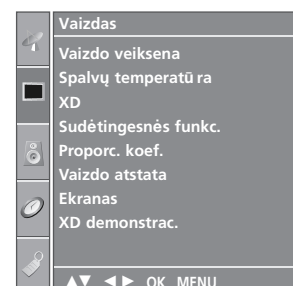 Vaizdas
Vaizdo veiksena
Spalvų temperatū ra
XD
Sudėtingesnės funkc.
Proporc. koef.
Vaizdo atstata
Ekranas
XD demonstrac.
▲▼ ◄► OK MENU